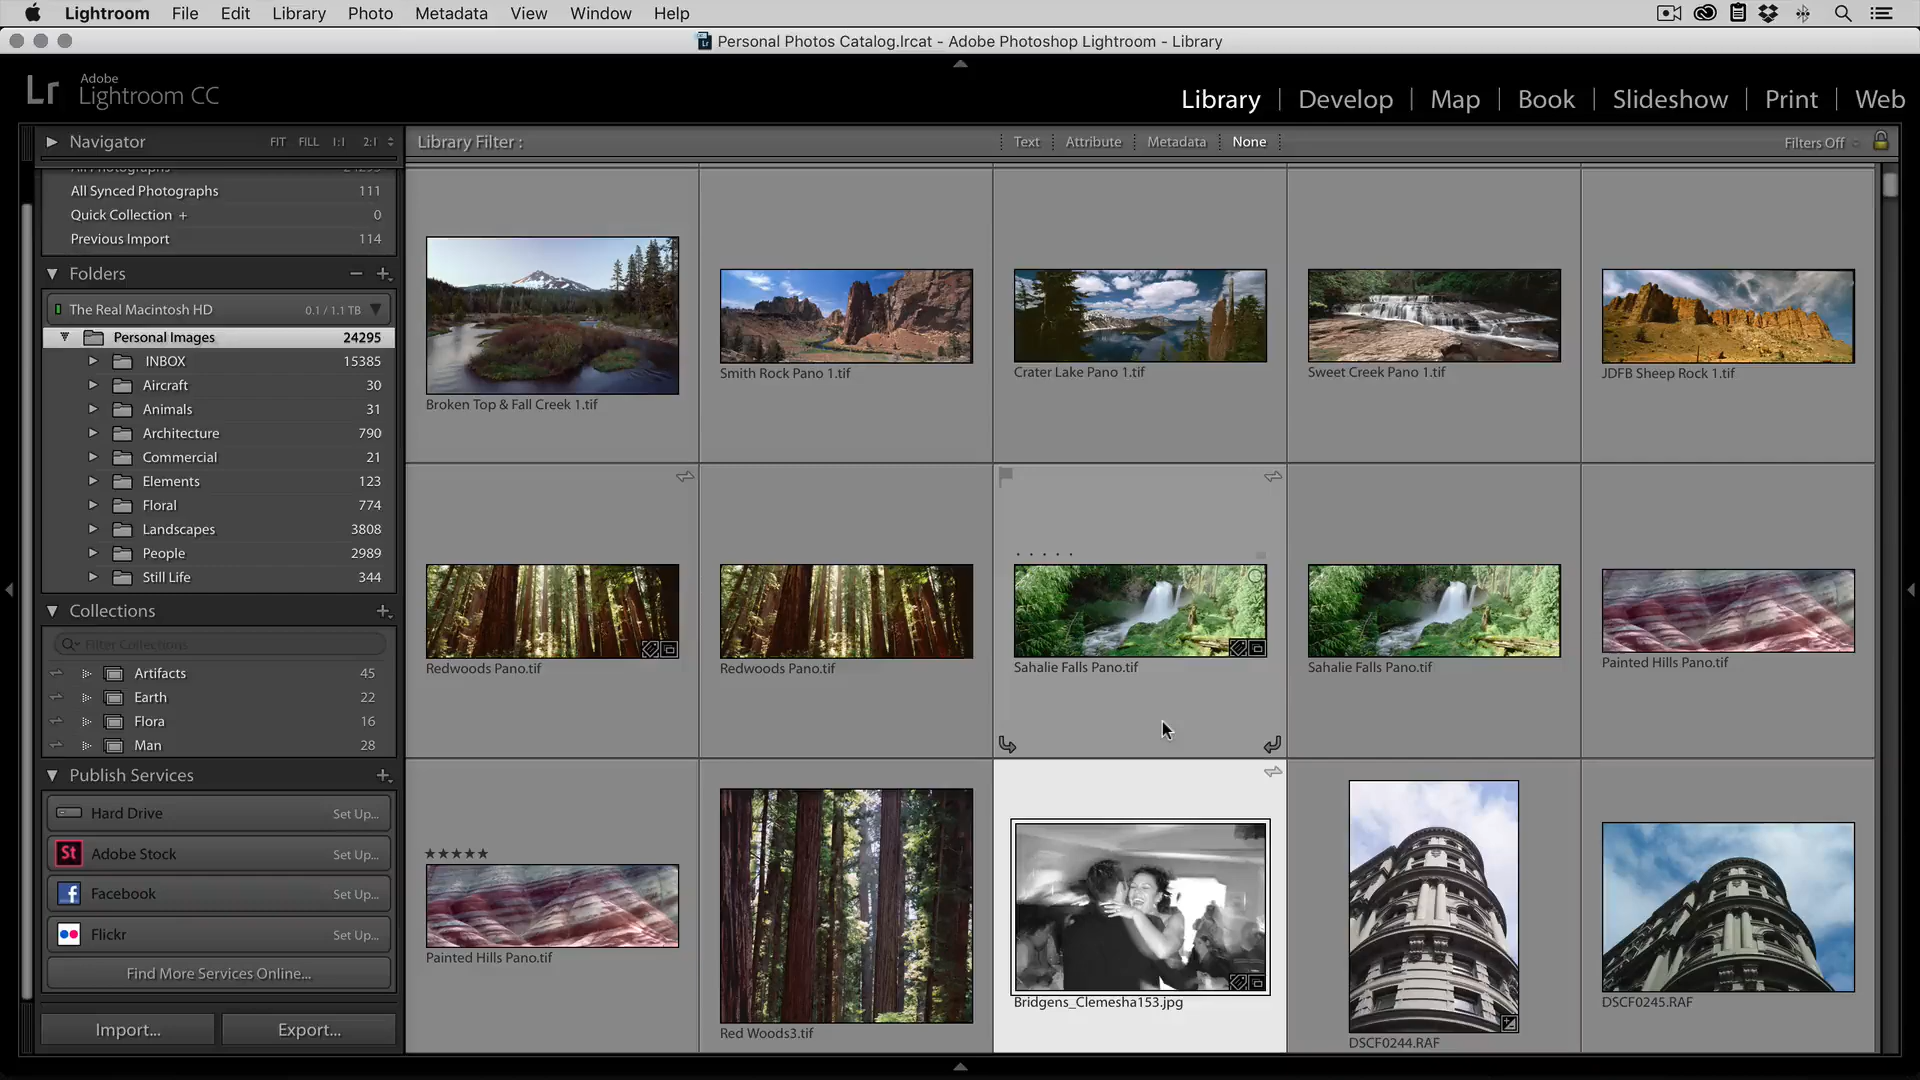 Lightroom File Edit Library Photo Metadata View Window Help
Personal Photos Catalog.lrcat - Adobe Photoshop Lightroom - Library
Lr Adobe Lightroom CC
Library | Develop | Map | Book | Slideshow | Print | Web
Navigator FIT FILL 1:1 2:1
Library Filter : Text Attribute Metadata None Filters Off
All Photographs 24295
All Synced Photographs 111
Quick Collection + 0
Previous Import 114
Folders
The Real Macintosh HD 0.1 / 1.1 TB
Personal Images 24295
INBOX 15385
Aircraft 30
Animals 31
Architecture 790
Commercial 21
Elements 123
Floral 774
Landscapes 3808
People 2989
Still Life 344
Collections
Filter Collections
Artifacts 45
Earth 22
Flora 16
Man 28
Publish Services
Hard Drive Set Up...
St Adobe Stock Set Up...
f Facebook Set Up...
Flickr Set Up...
Find More Services Online...
Import... Export...
Broken Top & Fall Creek 1.tif
Smith Rock Pano 1.tif
Crater Lake Pano 1.tif
Sweet Creek Pano 1.tif
JDFB Sheep Rock 1.tif
Redwoods Pano.tif
Redwoods Pano.tif
Sahalie Falls Pano.tif
Sahalie Falls Pano.tif
Painted Hills Pano.tif
Painted Hills Pano.tif
Red Woods3.tif
Bridgens_Clemesha153.jpg
DSCF0244.RAF
DSCF0245.RAF